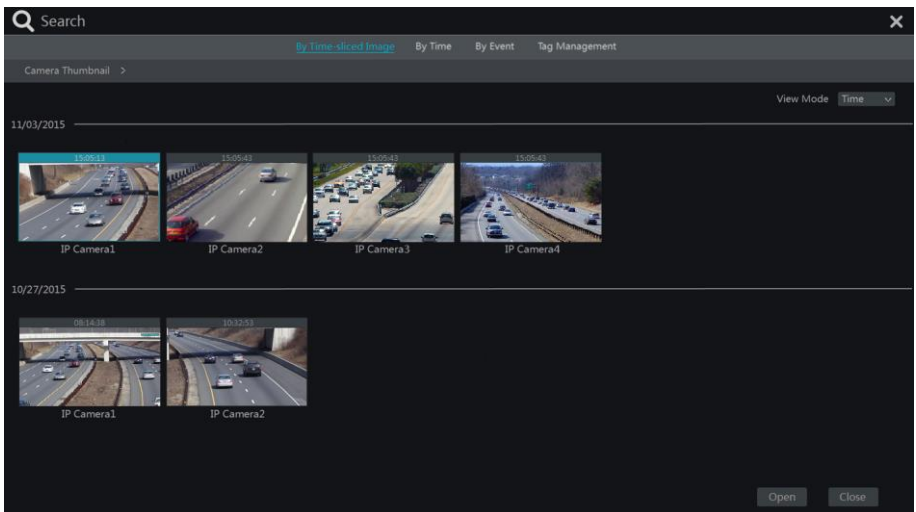 Search
By Time-sliced Image By Time By Event Tag Management
Camera Thumbnail >
View Mode Time
11/03/2015
15:05:13 15:05:43 15:05:43 15:05:43
IP Camera1 IP Camera2 IP Camera3 IP Camera4
10/27/2015
08:14:38 10:32:53
IP Camera1 IP Camera2
Open Close